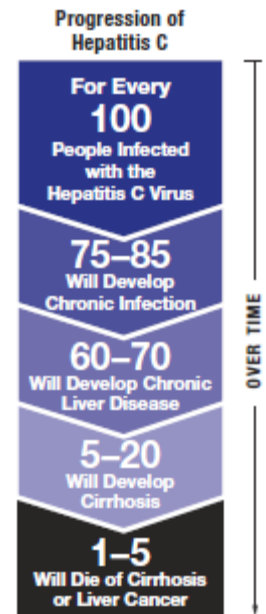 Progression of
Hepatitis C
For Every
100
People Infected
with the
Hepatitis C Virus
75–85
Will Develop
Chronic Infection
60–70
Will Develop Chronic
Liver Disease
5–20
Will Develop
Cirrhosis
1–5
Will Die of Cirrhosis
or Liver Cancer
OVER TIME